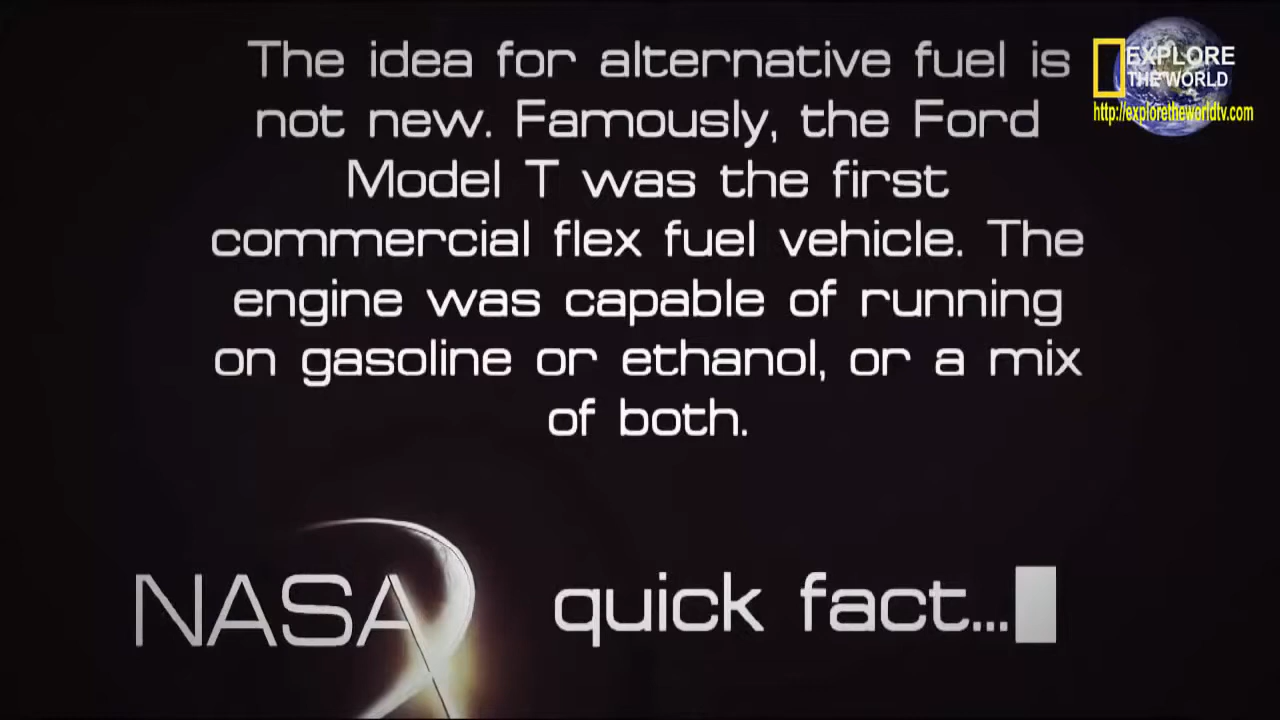 The idea for alternative fuel is
not new. Famously, the Ford
Model T was the first
commercial flex fuel vehicle. The
engine was capable of running
on gasoline or ethanol, or a mix
of both.
EXPLORE
THE WORLD
http://exploretheworldtv.com
NASA
quick fact...